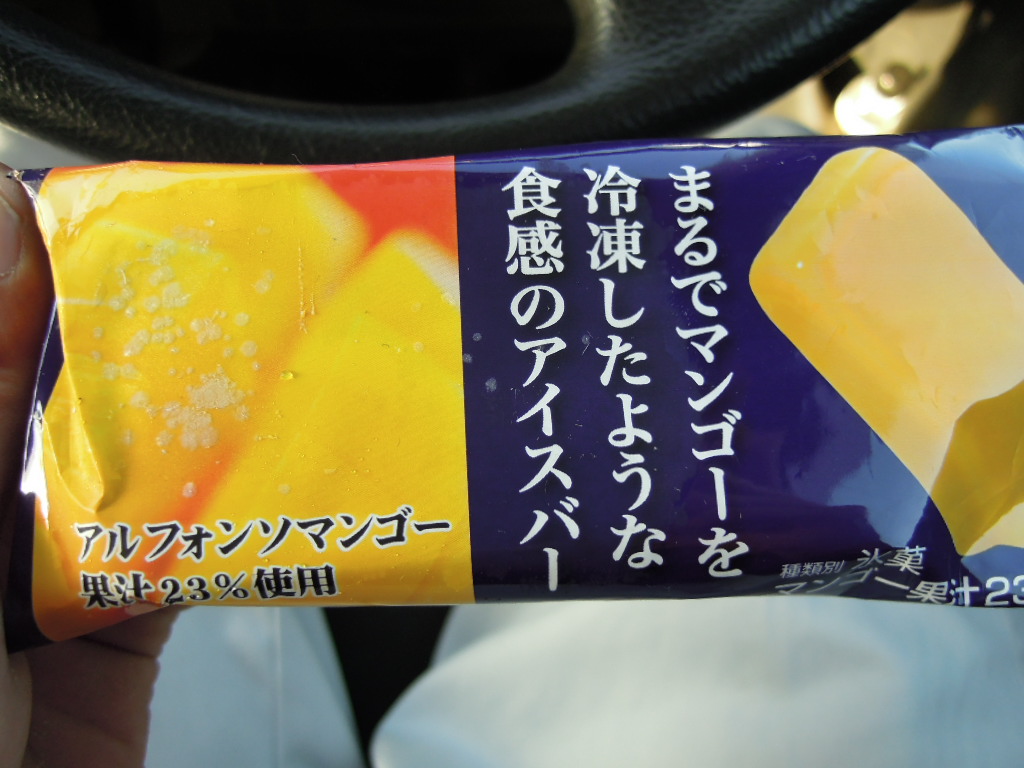 まるでマンゴーを
冷凍したような
食感のアイスバー
アルフォンソマンゴー
果汁23%使用
種類別 氷菓
マンゴー果汁23